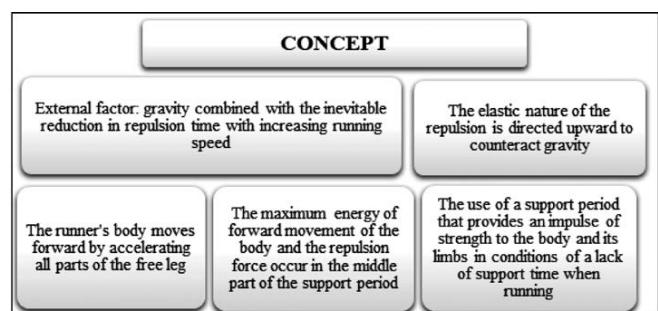 CONCEPT
External factor: gravity combined with the inevitable
reduction in repulsion time with increasing running
speed
The elastic nature of the
repulsion is directed upward to
counteract gravity
The runner's body moves
forward by accelerating
all parts of the free leg
The maximum energy of
forward movement of the
body and the repulsion
force occur in the middle
part of the support period
The use of a support period
that provides an impulse of
strength to the body and its
limbs in conditions of a lack
of support time when
running